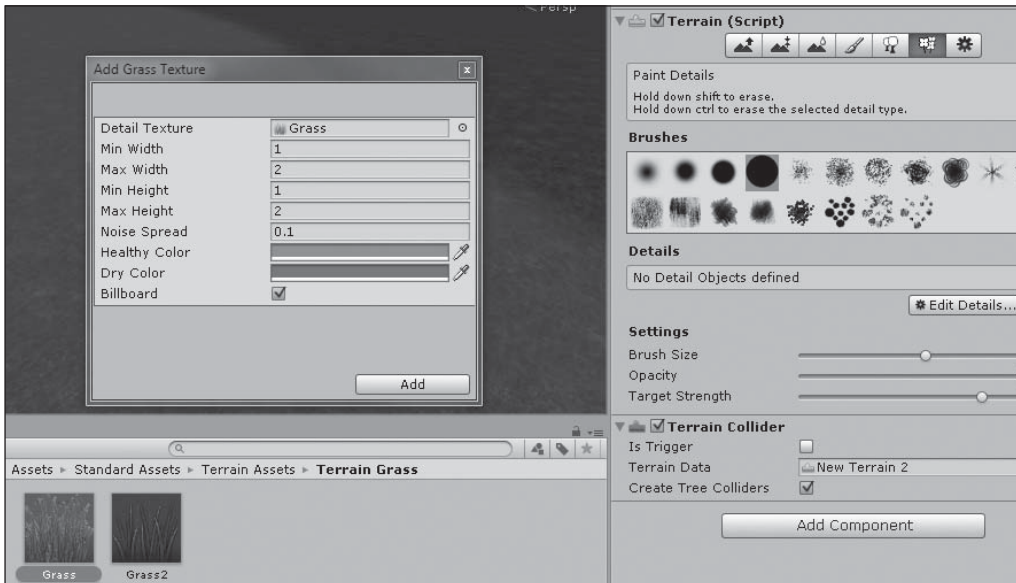 Persp
Add Grass Texture
Detail Texture Grass
Min Width 1
Max Width 2
Min Height 1
Max Height 2
Noise Spread 0.1
Healthy Color
Dry Color
Billboard
Add
Assets ▸ Standard Assets ▸ Terrain Assets ▸ Terrain Grass
Grass
Grass2
Terrain (Script)
Paint Details
Hold down shift to erase.
Hold down ctrl to erase the selected detail type.
Brushes
Details
No Detail Objects defined
Edit Details...
Settings
Brush Size
Opacity
Target Strength
Terrain Collider
Is Trigger
Terrain Data New Terrain 2
Create Tree Colliders
Add Component